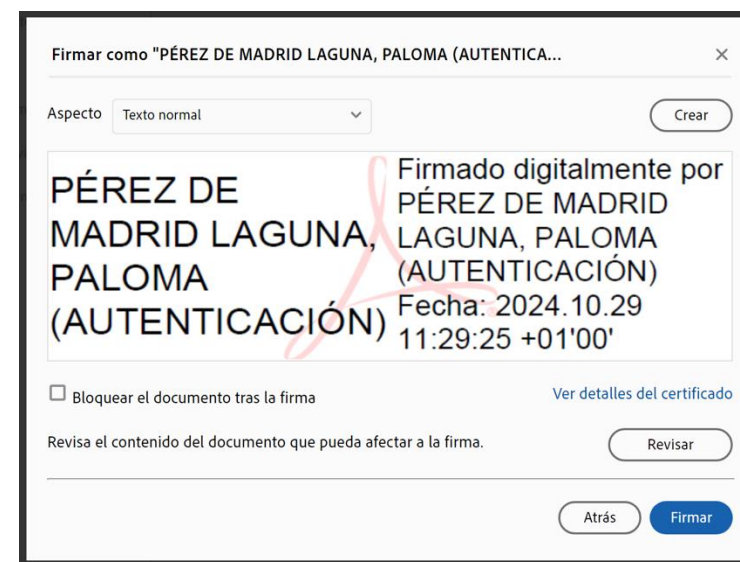 Firmar como "PÉREZ DE MADRID LAGUNA, PALOMA (AUTENTICA...
Aspecto Texto normal Crear
PÉREZ DE
MADRID LAGUNA,
PALOMA
(AUTENTICACIÓN)
Firmado digitalmente por
PÉREZ DE MADRID
LAGUNA, PALOMA
(AUTENTICACIÓN)
Fecha: 2024.10.29
11:29:25 +01'00'
Bloquear el documento tras la firma
Ver detalles del certificado
Revisa el contenido del documento que pueda afectar a la firma.
Revisar
Atrás Firmar